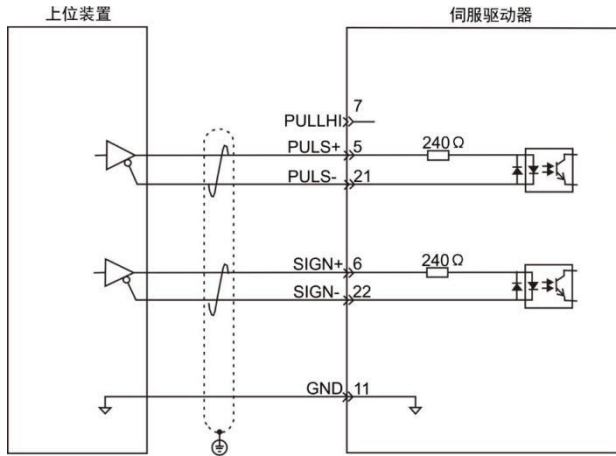 上位装置
伺服驱动器
PULLHI 7
PULS+ 5 240Ω
PULS- 21
SIGN+ 6 240Ω
SIGN- 22
GND 11